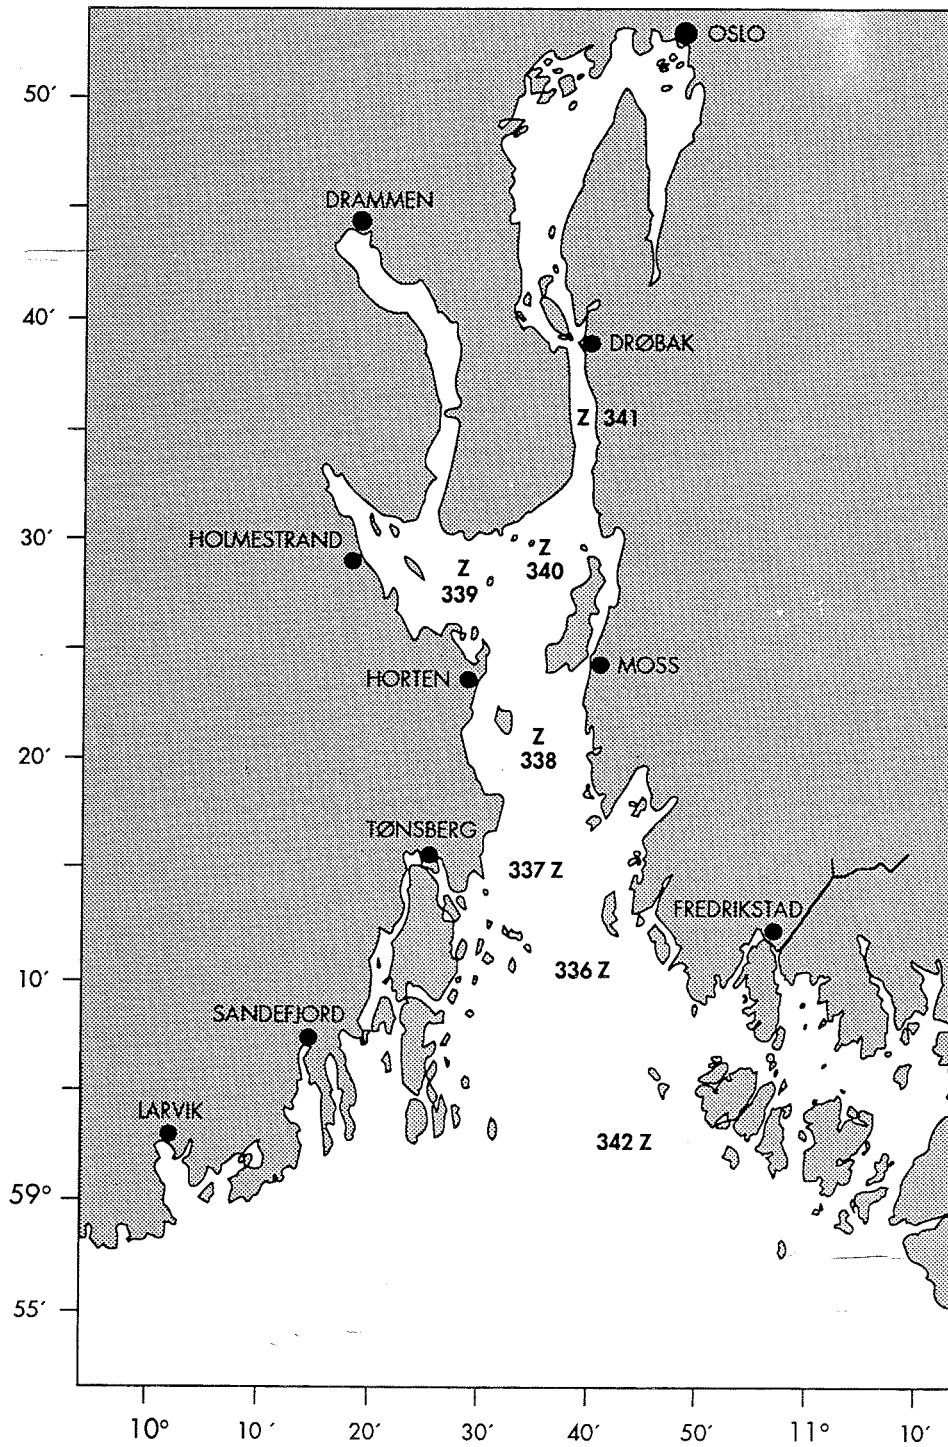 OSLO
50´
DRAMMEN
40´
DRØBAK
Z 341
30´
HOLMESTRAND
Z
340
Z
339
MOSS
HORTEN
Z
338
20´
TØNSBERG
337 Z
FREDRIKSTAD
336 Z
10´
SANDEFJORD
LARVIK
342 Z
59°
55´
10° 10´ 20´ 30´ 40´ 50´ 11° 10´